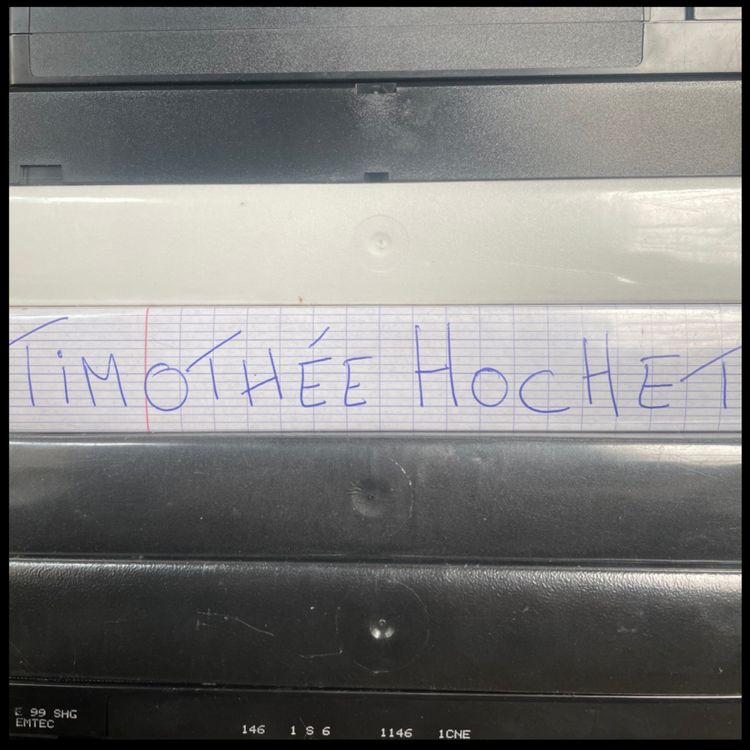 TiMOTHÉE HOCHET
E 99 SHG
EMTEC
146 1 S 6 1146 1CNE